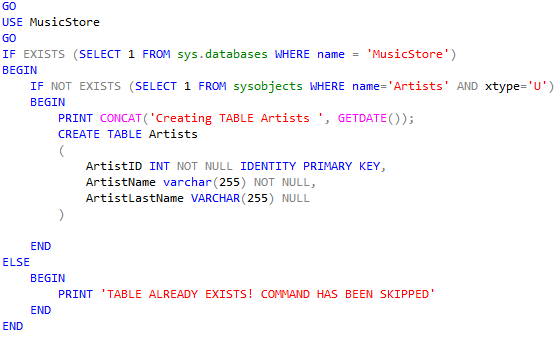 GO
USE MusicStore
GO
IF EXISTS (SELECT 1 FROM sys.databases WHERE name = 'MusicStore')
BEGIN
    IF NOT EXISTS (SELECT 1 FROM sysobjects WHERE name='Artists' AND xtype='U')
    BEGIN
        PRINT CONCAT('Creating TABLE Artists ', GETDATE());
        CREATE TABLE Artists
        (
            ArtistID INT NOT NULL IDENTITY PRIMARY KEY,
            ArtistName varchar(255) NOT NULL,
            ArtistLastName VARCHAR(255) NULL
        )
    END
ELSE
    BEGIN
        PRINT 'TABLE ALREADY EXISTS! COMMAND HAS BEEN SKIPPED'
    END
END